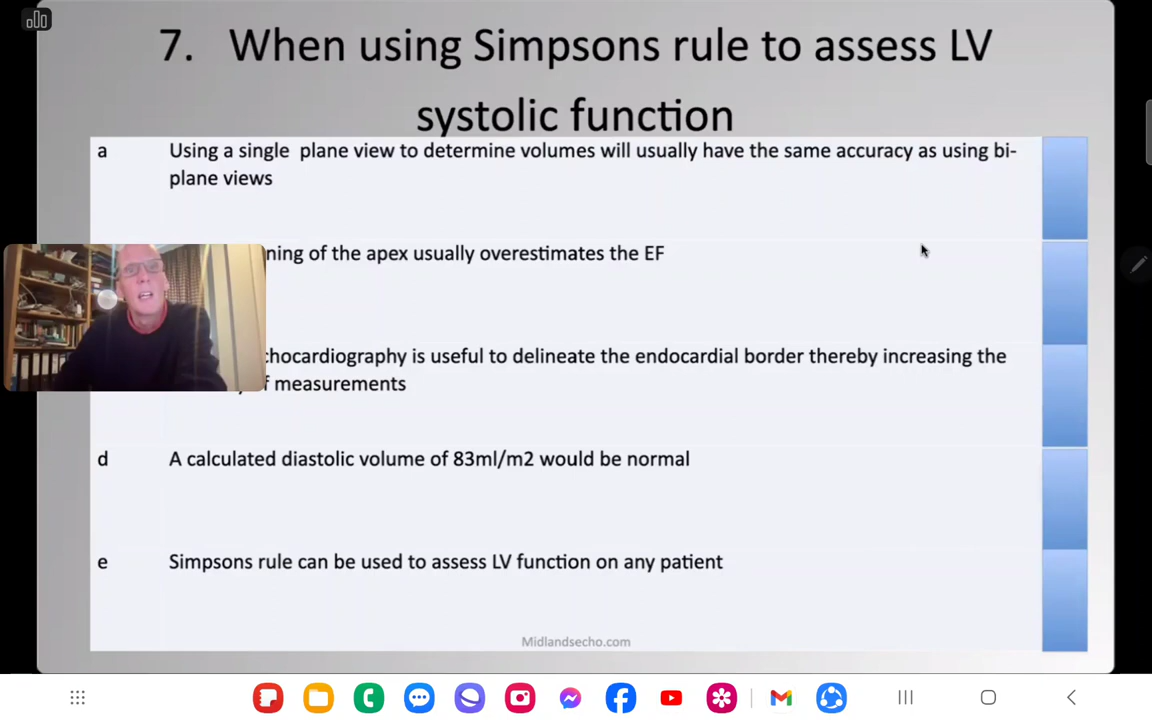 7. When using Simpsons rule to assess LV
systolic function
a Using a single plane view to determine volumes will usually have the same accuracy as using bi-
plane views
ning of the apex usually overestimates the EF
chocardiography is useful to delineate the endocardial border thereby increasing the
f measurements
d A calculated diastolic volume of 83ml/m2 would be normal
e Simpsons rule can be used to assess LV function on any patient
Midlandsecho.com